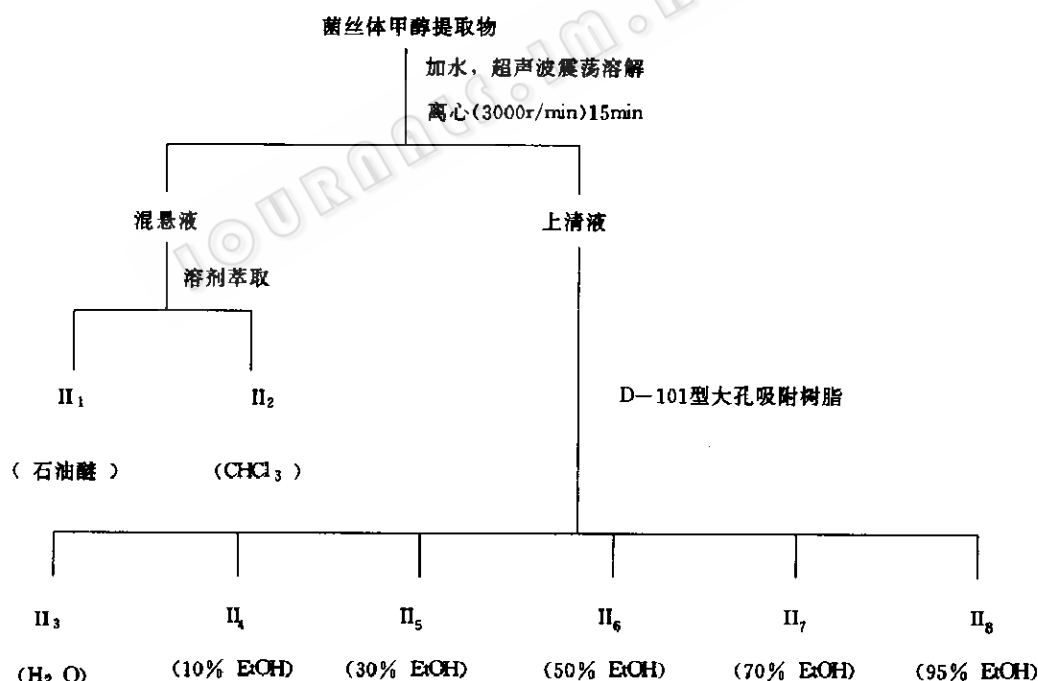 菌丝体甲醇提取物
加水，超声波震荡溶解
离心(3000r/min)15min
混悬液
上清液
溶剂萃取
II₁
II₂
D—101型大孔吸附树脂
( 石油醚 )
(CHCl₃ )
II₃
II₄
II₅
II₆
II₇
II₈
(H₂O)
(10% EtOH)
(30% EtOH)
(50% EtOH)
(70% EtOH)
(95% EtOH)